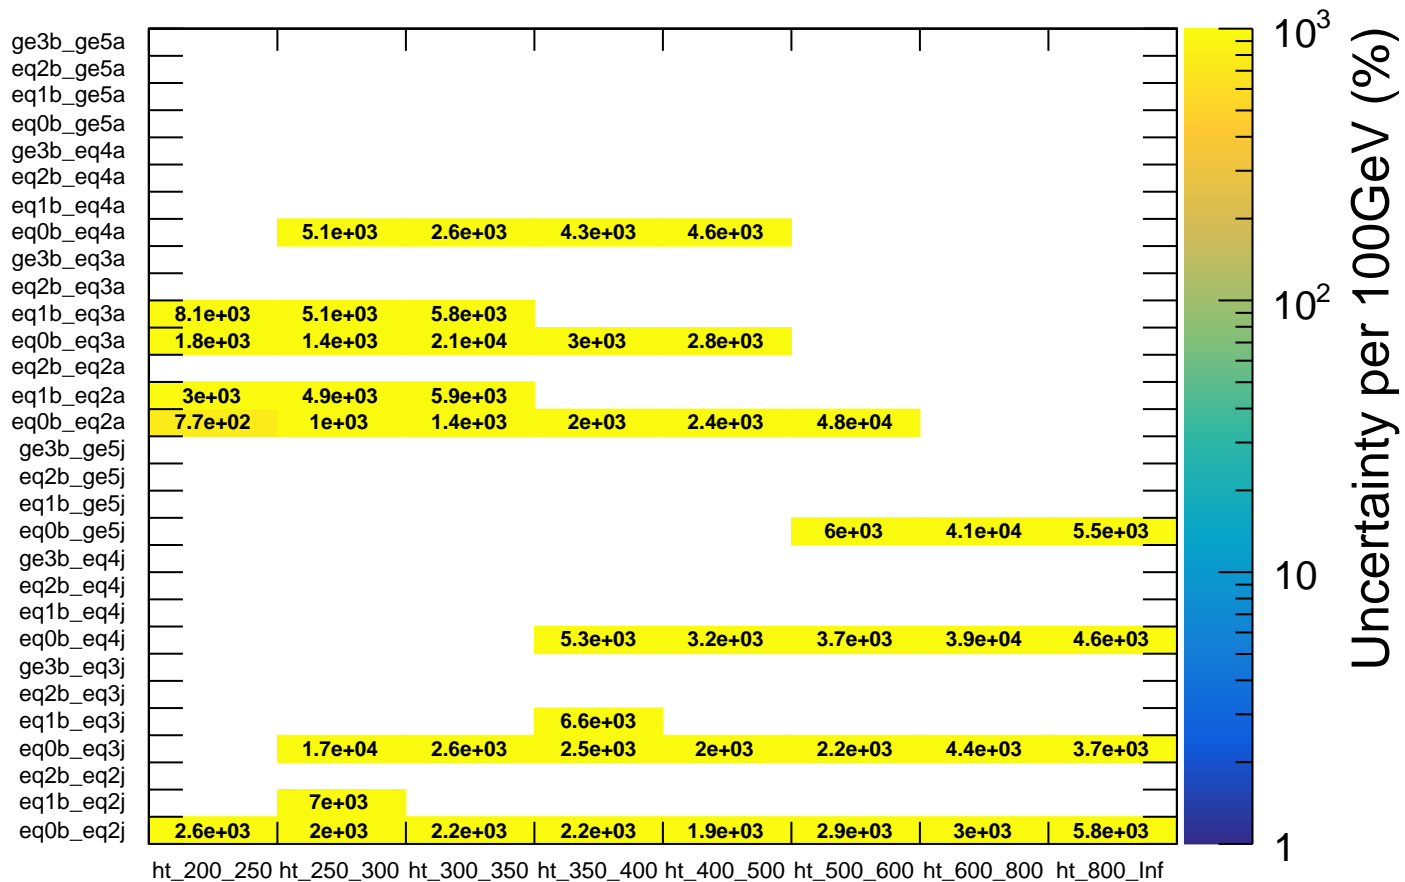 ge3b_ge5a
eq2b_ge5a
eq1b_ge5a
eq0b_ge5a
ge3b_eq4a
eq2b_eq4a
eq1b_eq4a
eq0b_eq4a 5.1e+03 2.6e+03 4.3e+03 4.6e+03
ge3b_eq3a
eq2b_eq3a
eq1b_eq3a 8.1e+03 5.1e+03 5.8e+03
eq0b_eq3a 1.8e+03 1.4e+03 2.1e+04 3e+03 2.8e+03
eq2b_eq2a
eq1b_eq2a 3e+03 4.9e+03 5.9e+03
eq0b_eq2a 7.7e+02 1e+03 1.4e+03 2e+03 2.4e+03 4.8e+04
ge3b_ge5j
eq2b_ge5j
eq1b_ge5j
eq0b_ge5j 6e+03 4.1e+04 5.5e+03
ge3b_eq4j
eq2b_eq4j
eq1b_eq4j
eq0b_eq4j 5.3e+03 3.2e+03 3.7e+03 3.9e+04 4.6e+03
ge3b_eq3j
eq2b_eq3j
eq1b_eq3j 6.6e+03
eq0b_eq3j 1.7e+04 2.6e+03 2.5e+03 2e+03 2.2e+03 4.4e+03 3.7e+03
eq2b_eq2j
eq1b_eq2j 7e+03
eq0b_eq2j 2.6e+03 2e+03 2.2e+03 2.2e+03 1.9e+03 2.9e+03 3e+03 5.8e+03
ht_200_250 ht_250_300 ht_300_350 ht_350_400 ht_400_500 ht_500_600 ht_600_800 ht_800_Inf
10³
10²
10
1
Uncertainty per 100GeV (%)